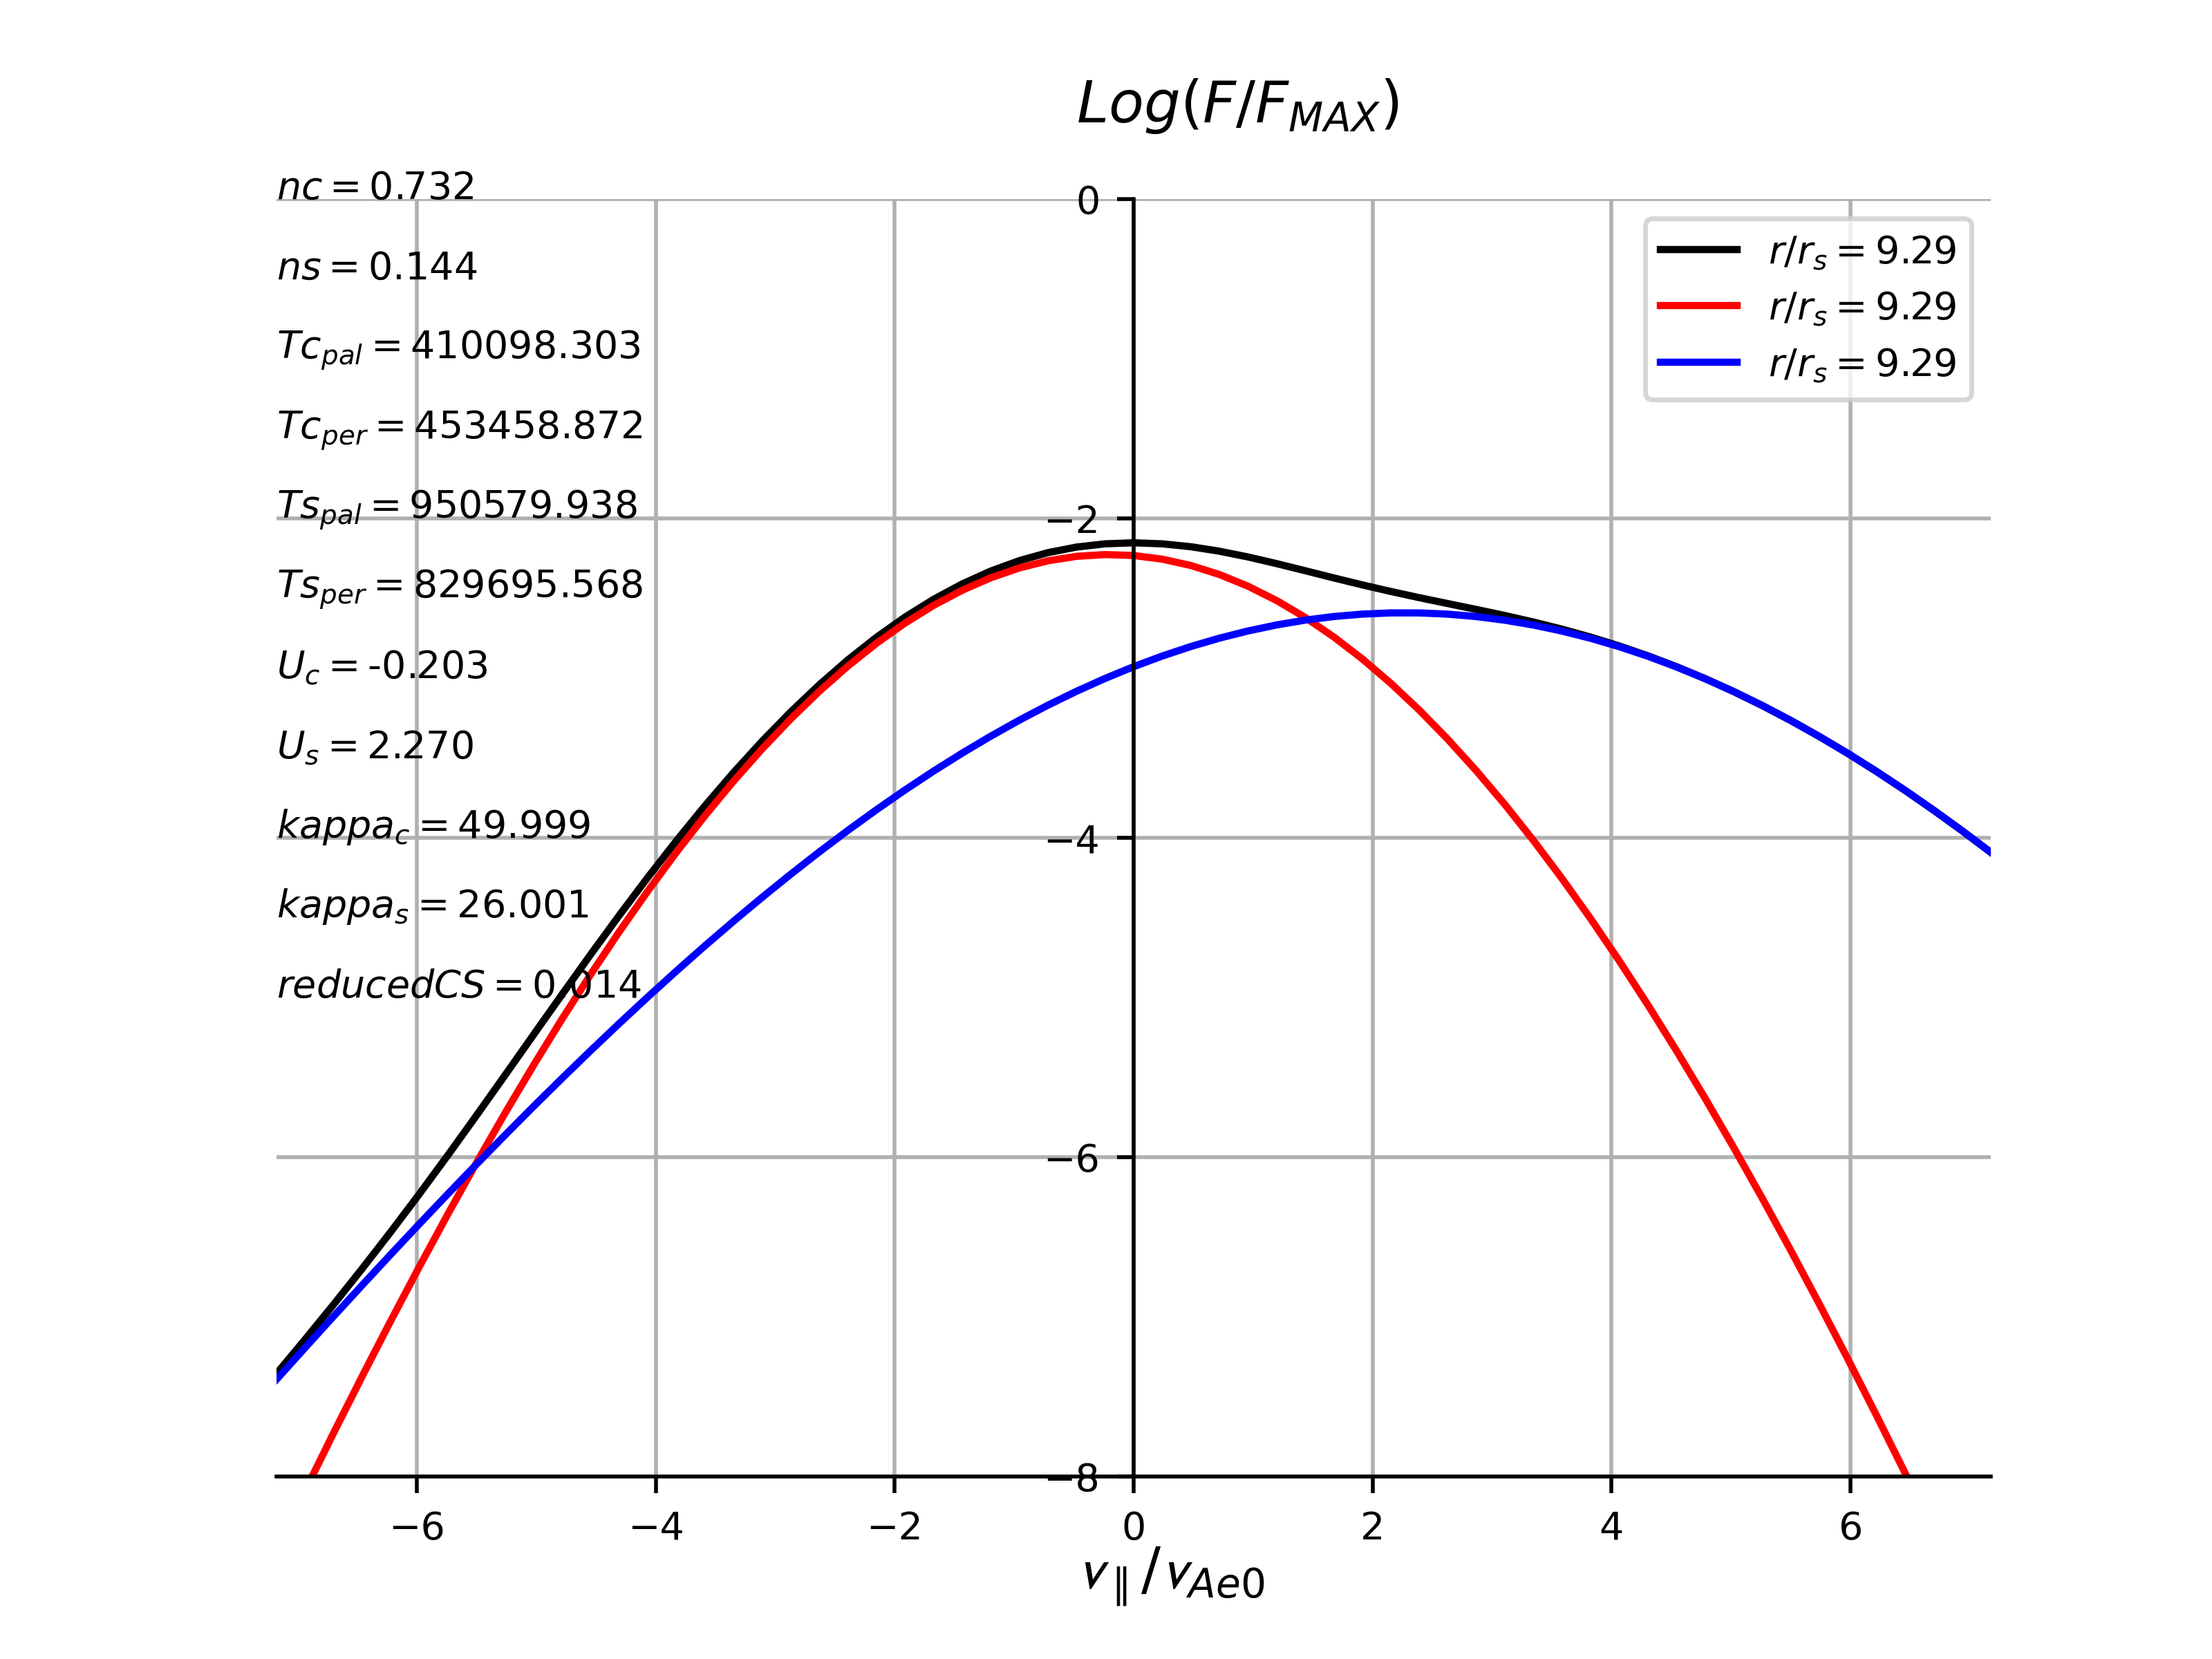 Log(F/F_MAX)
nc = 0.732
ns = 0.144
Tc_pal = 410098.303
Tc_per = 453458.872
Ts_pal = 950579.938
Ts_per = 829695.568
U_c = -0.203
U_s = 2.270
kappa_c = 49.999
kappa_s = 26.001
reducedCS = 0.014
0
−2
−4
−6
−8
r/r_s = 9.29
r/r_s = 9.29
r/r_s = 9.29
−6 −4 −2 0 2 4 6
v_∥/v_Ae0